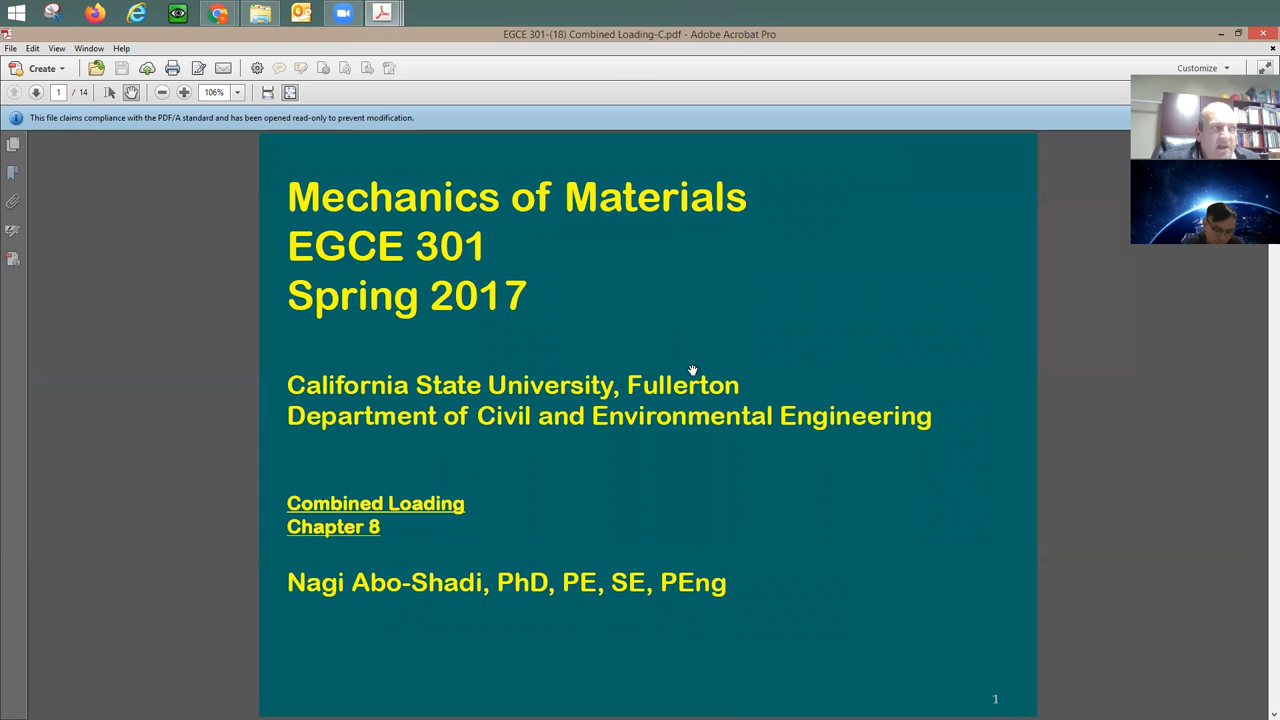 EGCE 301-(18) Combined Loading-C.pdf - Adobe Acrobat Pro
File Edit View Window Help
Create Customize
1 / 14 106%
This file claims compliance with the PDF/A standard and has been opened read-only to prevent modification.
Mechanics of Materials
EGCE 301
Spring 2017
California State University, Fullerton
Department of Civil and Environmental Engineering
Combined Loading
Chapter 8
Nagi Abo-Shadi, PhD, PE, SE, PEng
1